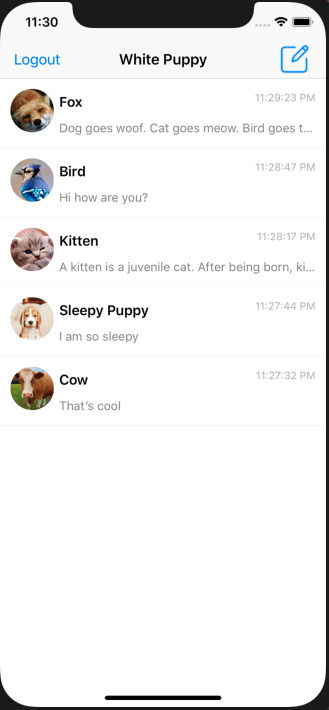 11:30
Logout White Puppy
Fox 11:29:23 PM
Dog goes woof. Cat goes meow. Bird goes t...
Bird 11:28:47 PM
Hi how are you?
Kitten 11:28:17 PM
A kitten is a juvenile cat. After being born, ki...
Sleepy Puppy 11:27:44 PM
I am so sleepy
Cow 11:27:32 PM
That's cool